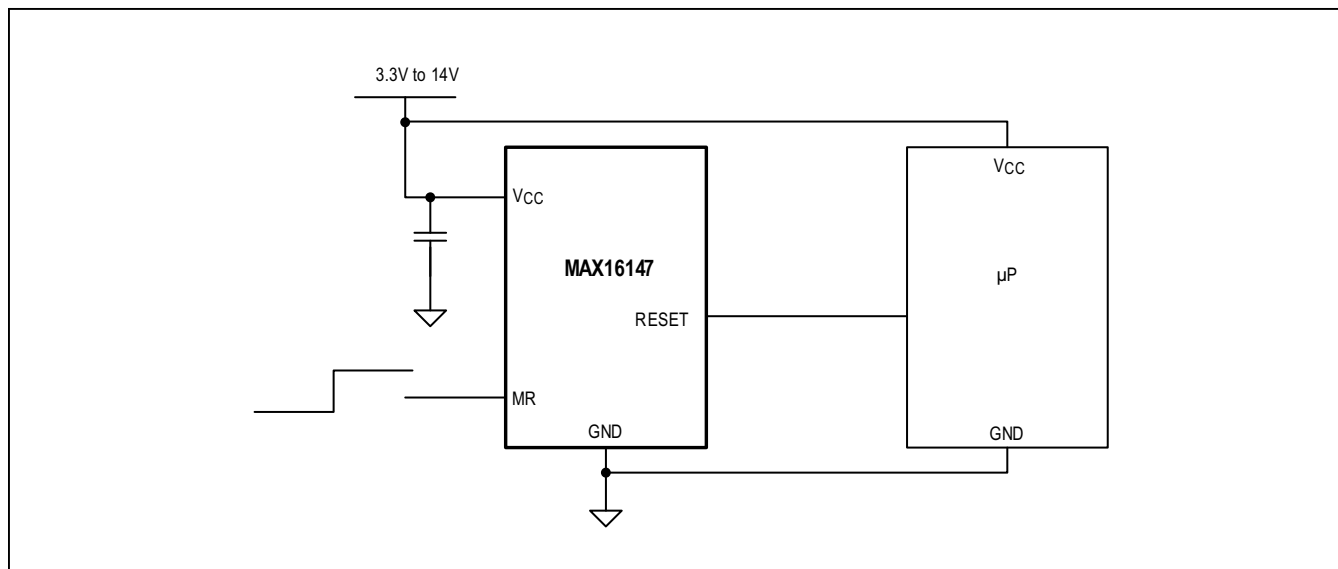 3.3V to 14V
VCC
MAX16147
RESET
MR
GND
VCC
µP
GND